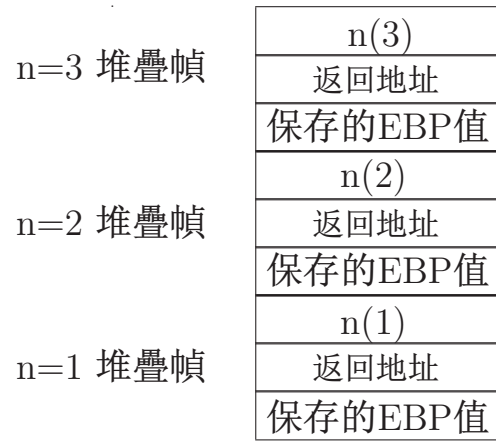 n(3)
n=3 堆疊幀 返回地址
保存的EBP值
n(2)
n=2 堆疊幀 返回地址
保存的EBP值
n(1)
n=1 堆疊幀 返回地址
保存的EBP值